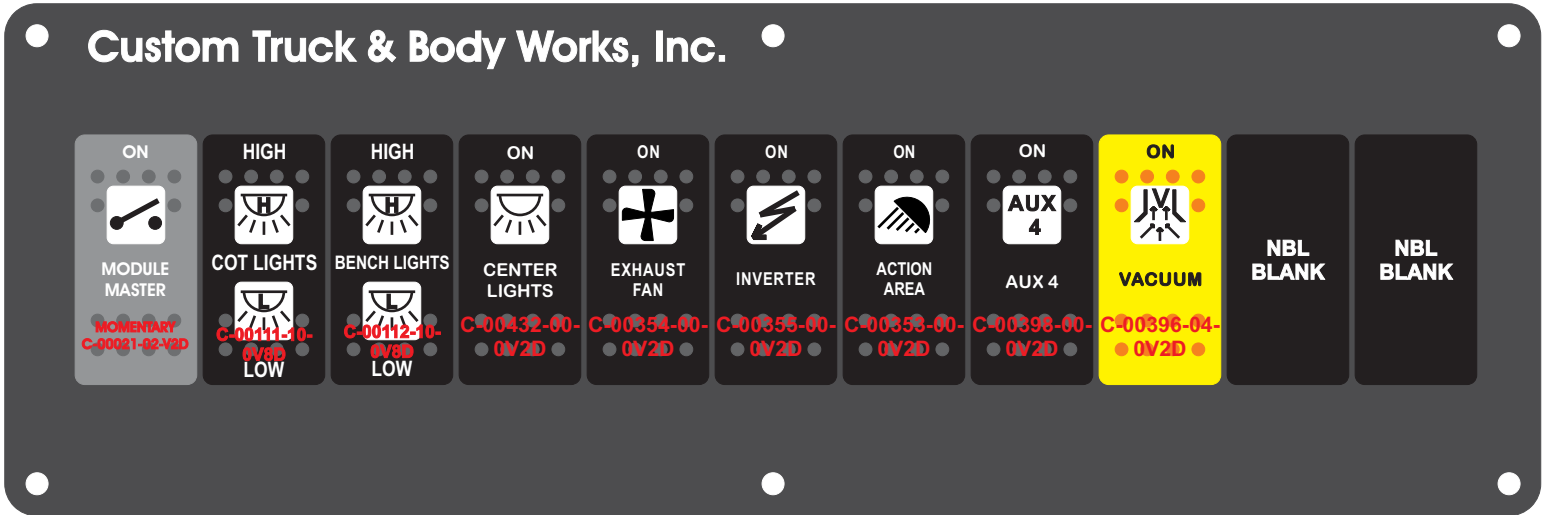 Custom Truck & Body Works, Inc.
ON
MODULE
MASTER
MOMENTARY
C-00021-02-V2D
HIGH
H
COT LIGHTS
L
C-00111-10-
0V8D
LOW
HIGH
H
BENCH LIGHTS
L
C-00112-10-
0V8D
LOW
ON
CENTER
LIGHTS
C-00432-00-
0V2D
ON
EXHAUST
FAN
C-00354-00-
0V2D
ON
INVERTER
C-00355-00-
0V2D
ON
ACTION
AREA
C-00353-00-
0V2D
ON
AUX
4
AUX 4
C-00398-00-
0V2D
ON
V
VACUUM
C-00396-04-
0V2D
NBL
BLANK
NBL
BLANK